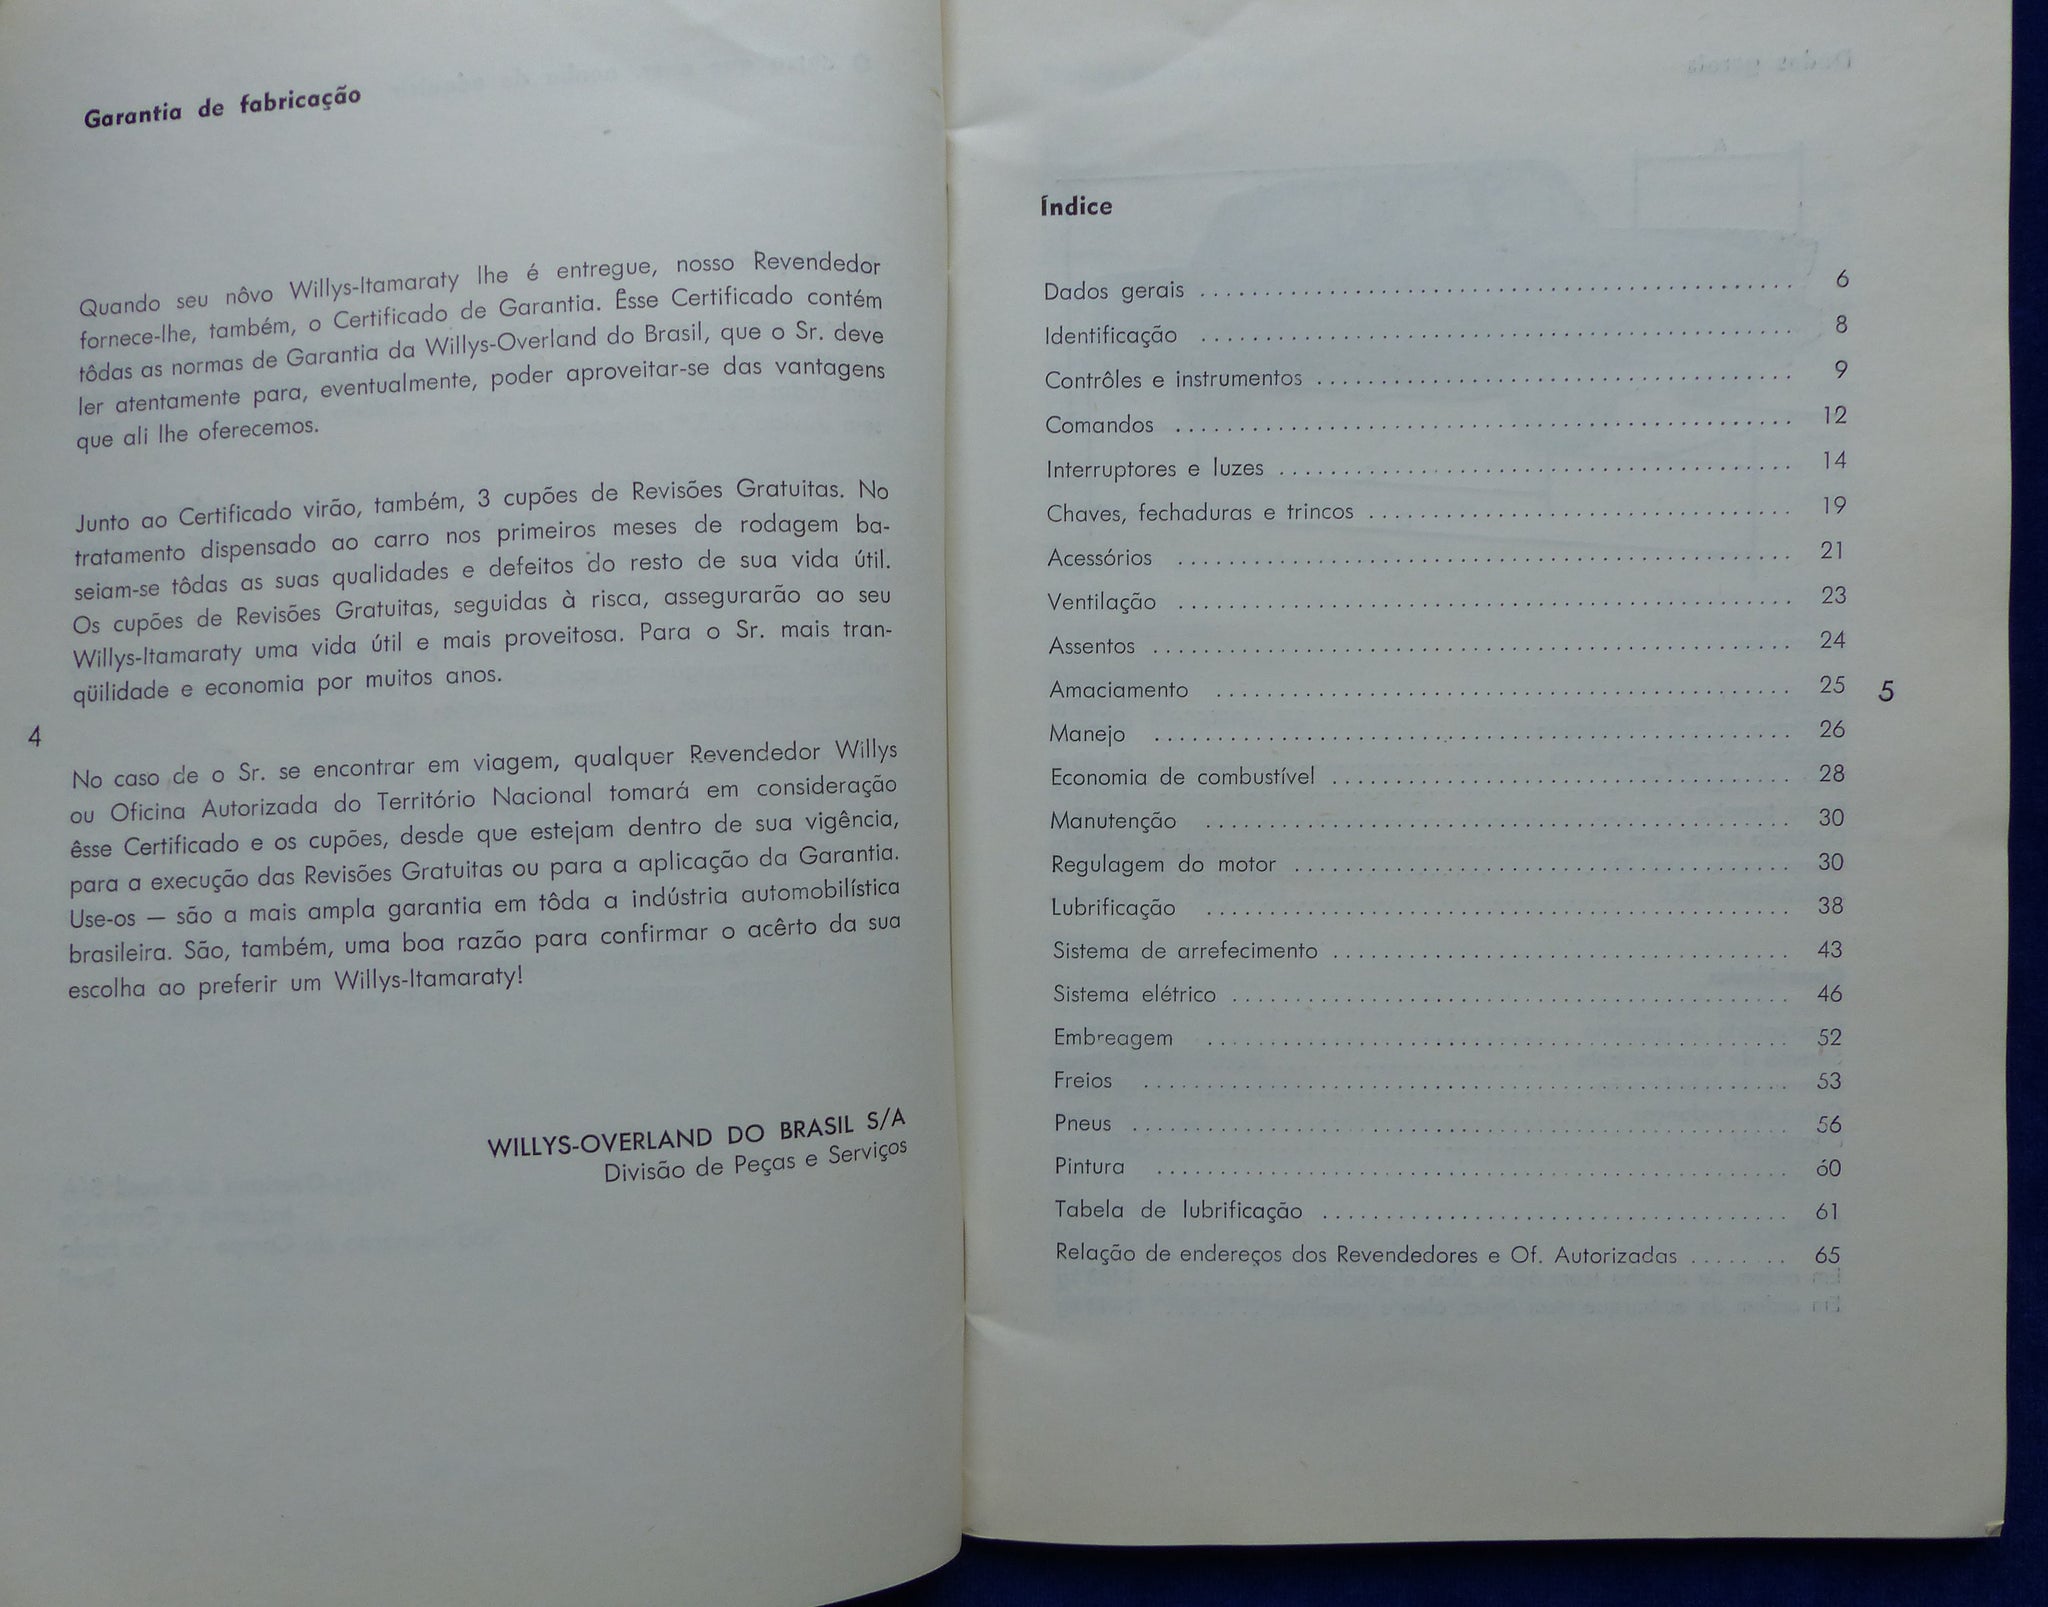 Garantia de fabricação
Quando seu nôvo Willys-Itamaraty lhe é entregue, nosso Revendedor
fornece-lhe, também, o Certificado de Garantia. Êsse Certificado contém
tôdas as normas de Garantia da Willys-Overland do Brasil, que o Sr. deve
ler atentamente para, eventualmente, poder aproveitar-se das vantagens
que ali lhe oferecemos.
Junto ao Certificado virão, também, 3 cupões de Revisões Gratuitas. No
tratamento dispensado ao carro nos primeiros meses de rodagem ba-
seiam-se tôdas as suas qualidades e defeitos do resto de sua vida útil.
Os cupões de Revisões Gratuitas, seguidas à risca, assegurarão ao seu
Willys-Itamaraty uma vida útil e mais proveitosa. Para o Sr. mais tran-
qüilidade e economia por muitos anos.
4
No caso de o Sr. se encontrar em viagem, qualquer Revendedor Willys
ou Oficina Autorizada do Território Nacional tomará em consideração
êsse Certificado e os cupões, desde que estejam dentro de sua vigência,
para a execução das Revisões Gratuitas ou para a aplicação da Garantia.
Use-os — são a mais ampla garantia em tôda a indústria automobilística
brasileira. São, também, uma boa razão para confirmar o acêrto da sua
escolha ao preferir um Willys-Itamaraty!
WILLYS-OVERLAND DO BRASIL S/A
Divisão de Peças e Serviços
Índice
Dados gerais ........ 6
Identificação ........ 8
Contrôles e instrumentos ........ 9
Comandos ........ 12
Interruptores e luzes ........ 14
Chaves, fechaduras e trincos ........ 19
Acessórios ........ 21
Ventilação ........ 23
Assentos ........ 24
Amaciamento ........ 25
5
Manejo ........ 26
Economia de combustível ........ 28
Manutenção ........ 30
Regulagem do motor ........ 30
Lubrificação ........ 38
Sistema de arrefecimento ........ 43
Sistema elétrico ........ 46
Embreagem ........ 52
Freios ........ 53
Pneus ........ 56
Pintura ........ 60
Tabela de lubrificação ........ 61
Relação de endereços dos Revendedores e Of. Autorizadas ........ 65